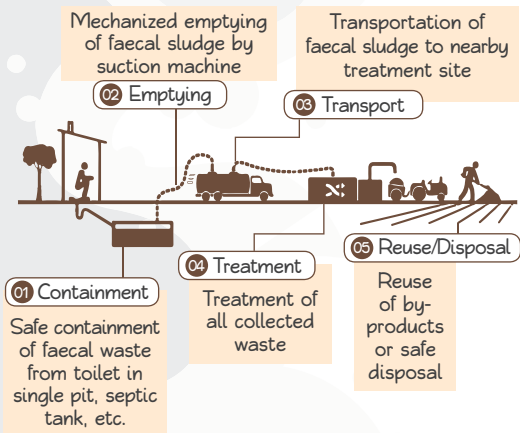 Mechanized emptying
of faecal sludge by
suction machine
02 Emptying
Transportation of
faecal sludge to nearby
treatment site
03 Transport
01 Containment
Safe containment
of faecal waste
from toilet in
single pit, septic
tank, etc.
04 Treatment
Treatment of
all collected
waste
05 Reuse/Disposal
Reuse
of by-
products
or safe
disposal